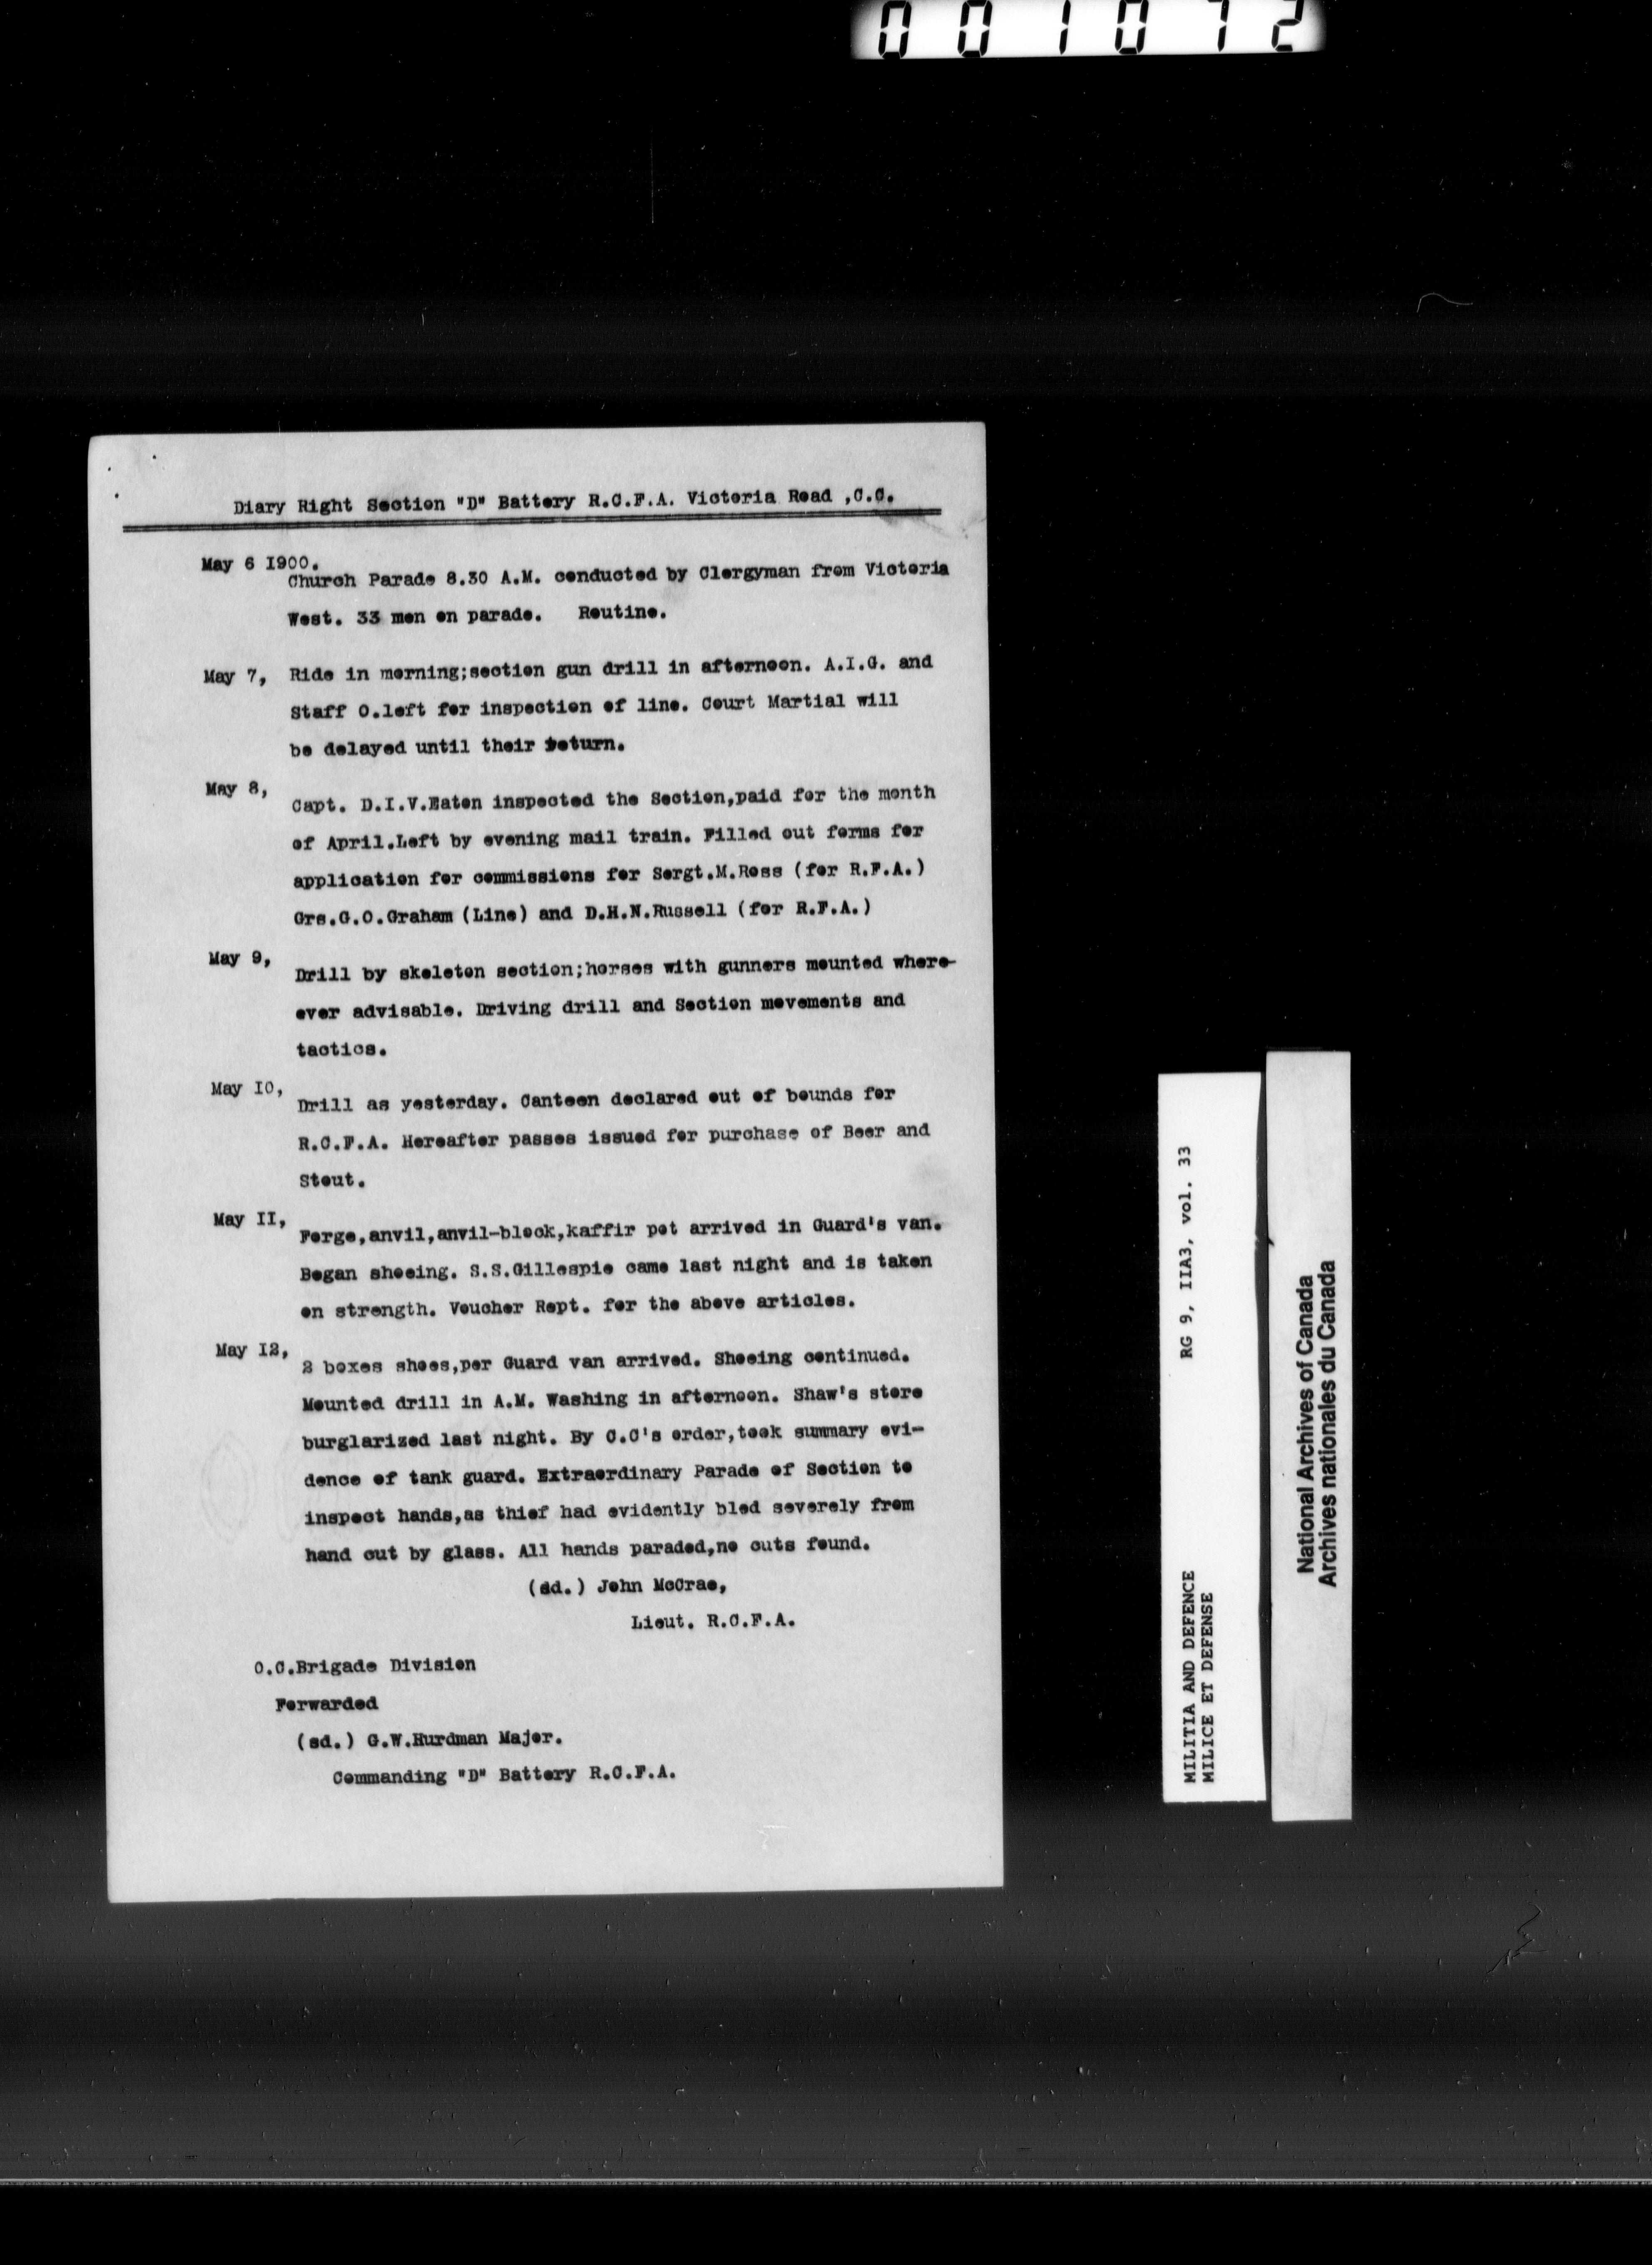 001072
Diary Right Section "D" Battery R.C.F.A. Victoria Road ,C.C.
May 6 I900.
Church Parade 8.30 A.M. conducted by Clergyman from Victoria
West. 33 men on parade. Routine.
May 7, Ride in morning;section gun drill in afternoon. A.I.G. and
Staff O.left for inspection of line. Court Martial will
be delayed until their return.
May 8,
Capt. D.I.V.Eaton inspected the Section,paid for the month
of April.Left by evening mail train. Filled out forms for
application for commissions for Sergt.M.Ross (for R.F.A.)
Grs.G.O.Graham (Line) and D.H.N.Russell (for R.F.A.)
May 9,
Drill by skeleton section;horses with gunners mounted where-
ever advisable. Driving drill and Section movements and
tactics.
May I0,
Drill as yesterday. Canteen declared out of bounds for
R.C.F.A. Hereafter passes issued for purchase of Beer and
Stout.
May II,
Forge,anvil,anvil-block,kaffir pot arrived in Guard's van.
Began shoeing. S.S.Gillespie came last night and is taken
on strength. Voucher Rept. for the above articles.
May I2,
2 boxes shoes,per Guard van arrived. Shoeing continued.
Mounted drill in A.M. Washing in afternoon. Shaw's store
burglarized last night. By C.C's order,took summary evi-
dence of tank guard. Extraordinary Parade of Section to
inspect hands,as thief had evidently bled severely from
hand cut by glass. All hands paraded,no cuts found.
(sd.) John McCrae,
Lieut. R.C.F.A.
O.C.Brigade Division
Forwarded
(sd.) G.W.Hurdman Major.
Commanding "D" Battery R.C.F.A.
MILITIA AND DEFENCE RG 9, IIA3, vol. 33
MILICE ET DEFENSE
National Archives of Canada
Archives nationales du Canada